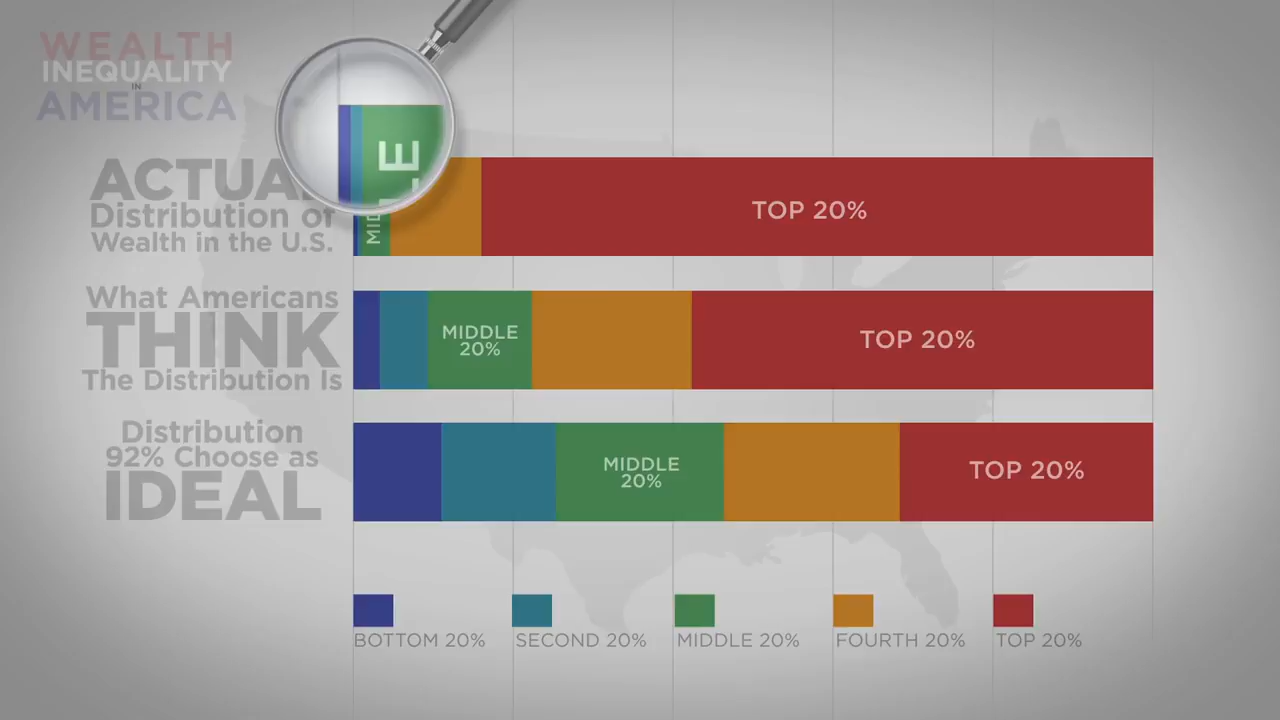 WEALTH
INEQUALITY
IN
AMERICA
ACTUA
Distribution of
Wealth in the U.S.
TOP 20%
What Americans
THINK
The Distribution Is
MIDDLE
20%
TOP 20%
Distribution
92% Choose as
IDEAL
MIDDLE
20%
TOP 20%
BOTTOM 20%
SECOND 20%
MIDDLE 20%
FOURTH 20%
TOP 20%